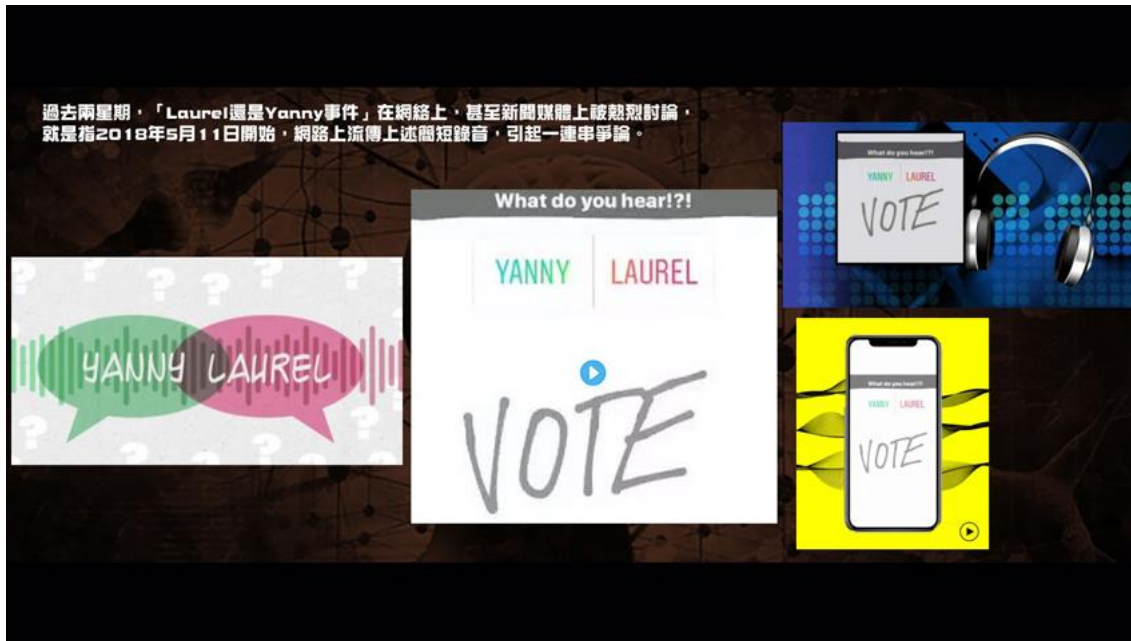 過去兩星期，「Laurel還是Yanny事件」在網絡上，甚至新聞媒體上被熱烈討論，
就是指2018年5月11日開始，網路上流傳上述簡短錄音，引起一連串爭論。
YANNY LAUREL
What do you hear!?!
YANNY LAUREL
VOTE
What do you hear!?!
YANNY LAUREL
VOTE
What do you hear!?!
YANNY LAUREL
VOTE